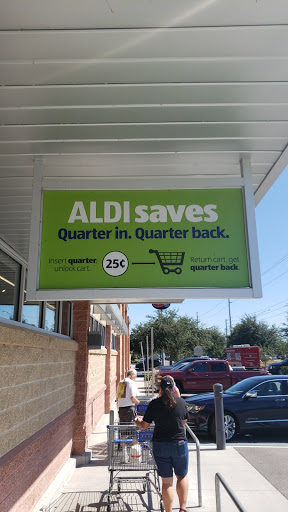 ALDI saves
Quarter in. Quarter back.
Insert quarter,
unlock cart.
25¢
Return cart, get
quarter back.